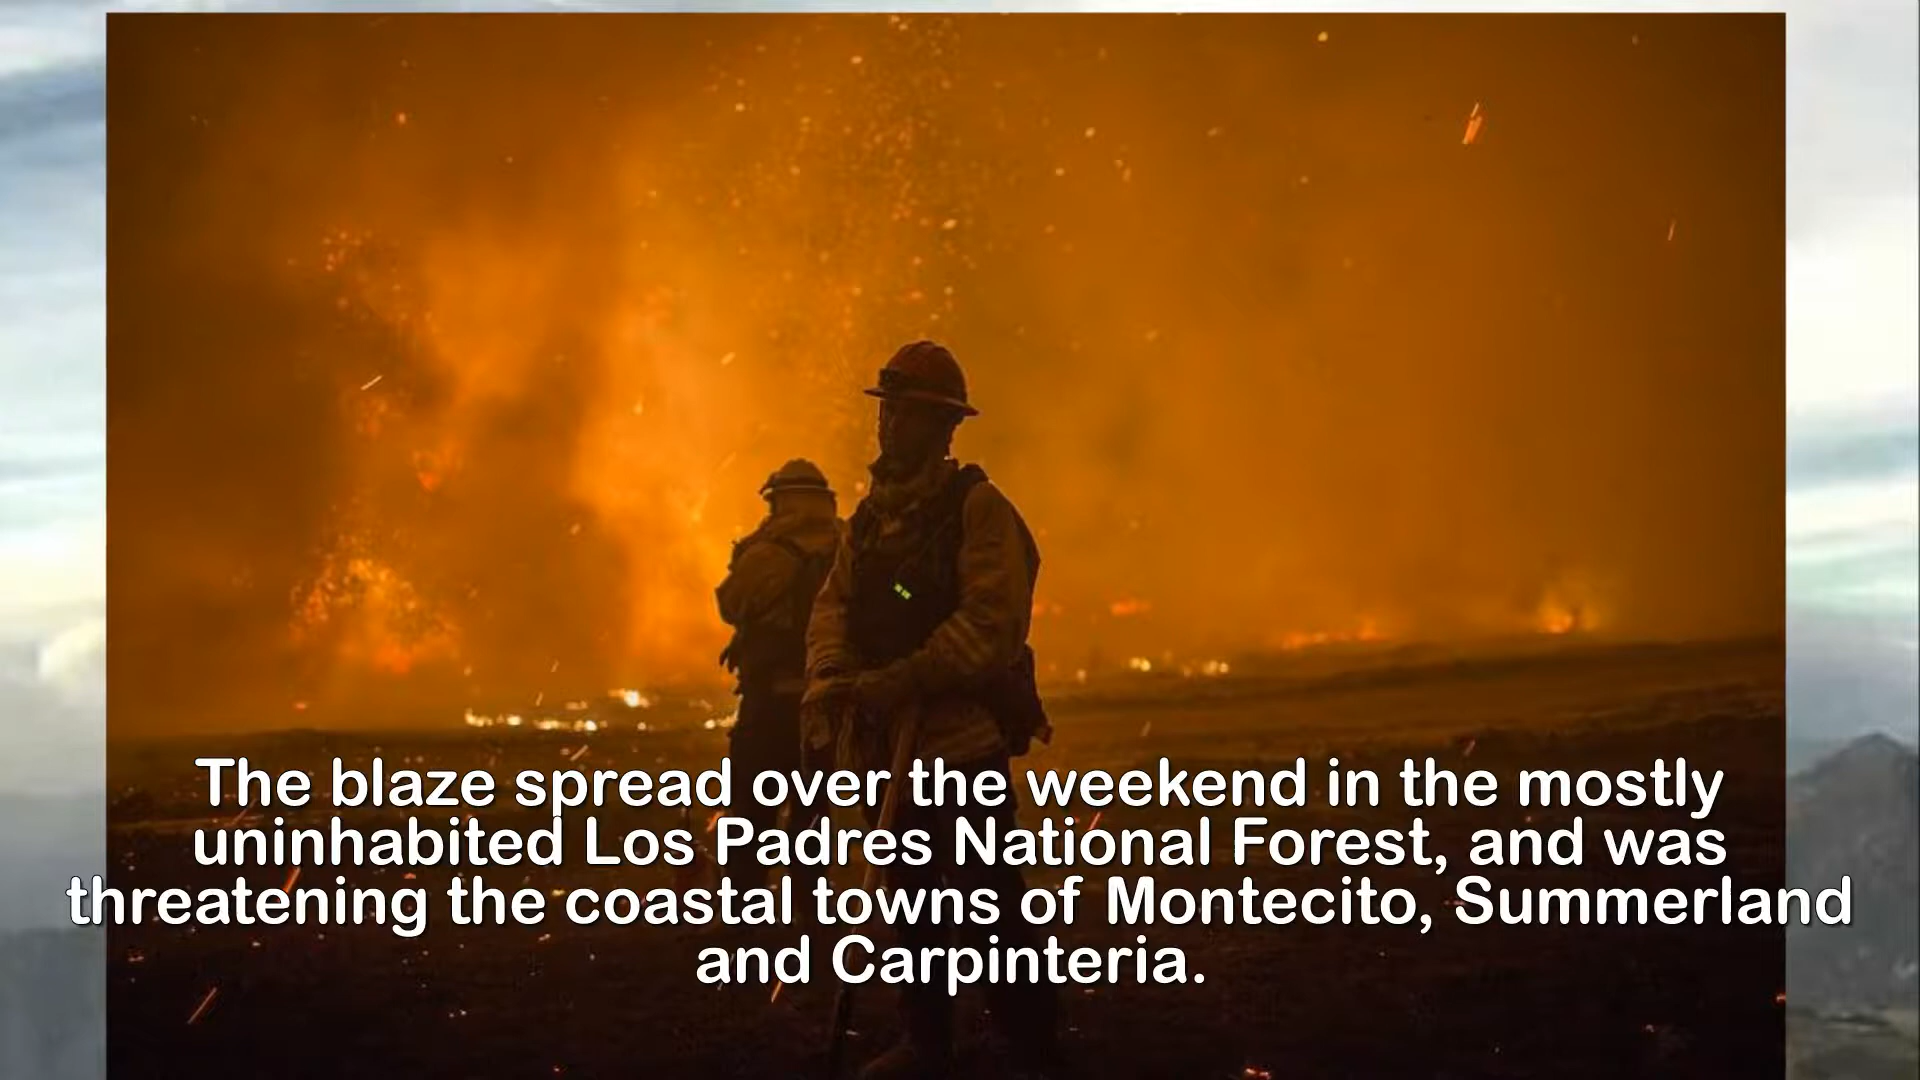 The blaze spread over the weekend in the mostly
uninhabited Los Padres National Forest, and was
threatening the coastal towns of Montecito, Summerland
and Carpinteria.